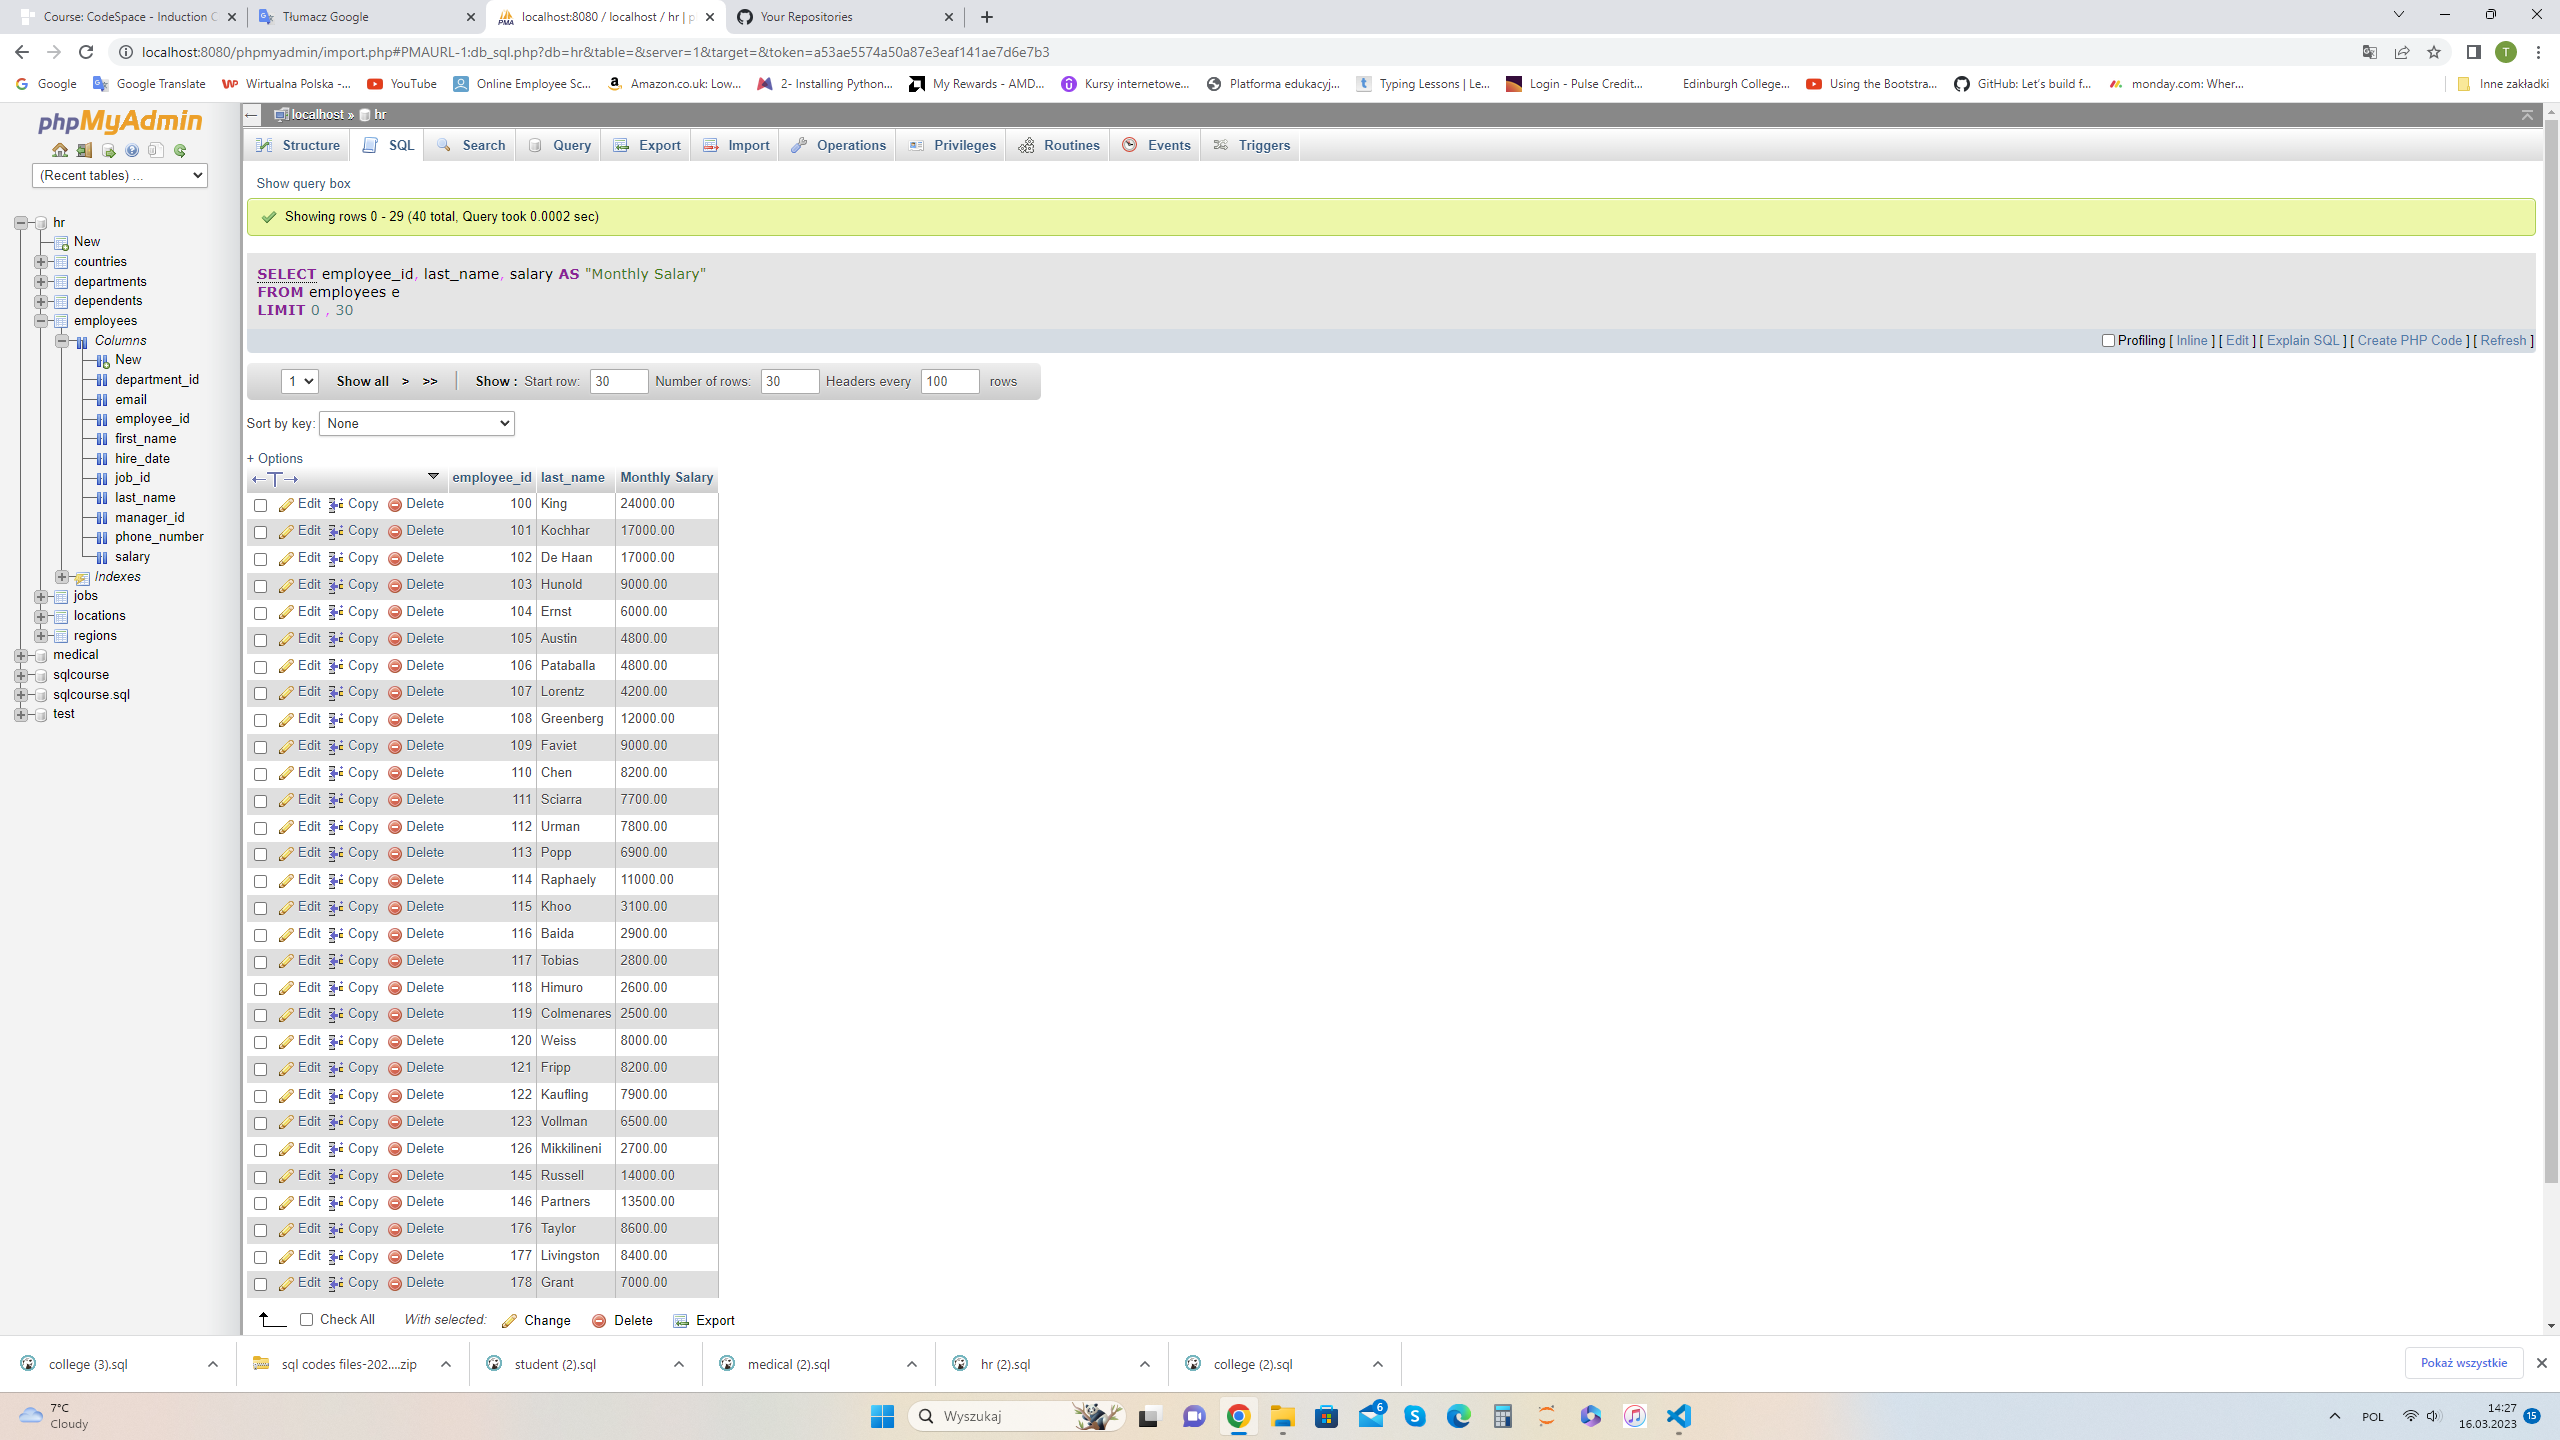 Course: CodeSpace - Induction C
Tłumacz Google
localhost:8080 / localhost / hr | p
Your Repositories
localhost:8080/phpmyadmin/import.php#PMAURL-1:db_sql.php?db=hr&table=&server=1&target=&token=a53ae5574a50a87e3eaf141ae7d6e7b3
T
Google
Google Translate
Wirtualna Polska -...
YouTube
Online Employee Sc...
Amazon.co.uk: Low...
2- Installing Python...
My Rewards - AMD...
Kursy internetowe...
Platforma edukacyj...
Typing Lessons | Le...
Login - Pulse Credit...
Edinburgh College...
Using the Bootstra...
GitHub: Let's build f...
monday.com: Wher...
Inne zakładki
phpMyAdmin
(Recent tables) ...
hr
New
countries
departments
dependents
employees
Columns
New
department_id
email
employee_id
first_name
hire_date
job_id
last_name
manager_id
phone_number
salary
Indexes
jobs
locations
regions
medical
sqlcourse
sqlcourse.sql
test
localhost » hr
Structure SQL Search Query Export Import Operations Privileges Routines Events Triggers
Show query box
Showing rows 0 - 29 (40 total, Query took 0.0002 sec)
SELECT employee_id, last_name, salary AS "Monthly Salary"
FROM employees e
LIMIT 0 , 30
Profiling [ Inline ] [ Edit ] [ Explain SQL ] [ Create PHP Code ] [ Refresh ]
1 Show all > >> Show : Start row: 30 Number of rows: 30 Headers every 100 rows
Sort by key: None
+ Options
employee_id last_name Monthly Salary
Edit Copy Delete 100 King 24000.00
Edit Copy Delete 101 Kochhar 17000.00
Edit Copy Delete 102 De Haan 17000.00
Edit Copy Delete 103 Hunold 9000.00
Edit Copy Delete 104 Ernst 6000.00
Edit Copy Delete 105 Austin 4800.00
Edit Copy Delete 106 Pataballa 4800.00
Edit Copy Delete 107 Lorentz 4200.00
Edit Copy Delete 108 Greenberg 12000.00
Edit Copy Delete 109 Faviet 9000.00
Edit Copy Delete 110 Chen 8200.00
Edit Copy Delete 111 Sciarra 7700.00
Edit Copy Delete 112 Urman 7800.00
Edit Copy Delete 113 Popp 6900.00
Edit Copy Delete 114 Raphaely 11000.00
Edit Copy Delete 115 Khoo 3100.00
Edit Copy Delete 116 Baida 2900.00
Edit Copy Delete 117 Tobias 2800.00
Edit Copy Delete 118 Himuro 2600.00
Edit Copy Delete 119 Colmenares 2500.00
Edit Copy Delete 120 Weiss 8000.00
Edit Copy Delete 121 Fripp 8200.00
Edit Copy Delete 122 Kaufling 7900.00
Edit Copy Delete 123 Vollman 6500.00
Edit Copy Delete 126 Mikkilineni 2700.00
Edit Copy Delete 145 Russell 14000.00
Edit Copy Delete 146 Partners 13500.00
Edit Copy Delete 176 Taylor 8600.00
Edit Copy Delete 177 Livingston 8400.00
Edit Copy Delete 178 Grant 7000.00
Check All With selected: Change Delete Export
college (3).sql
sql codes files-202....zip
student (2).sql
medical (2).sql
hr (2).sql
college (2).sql
Pokaż wszystkie
7°C
Cloudy
Wyszukaj
6
POL
14:27
16.03.2023
15